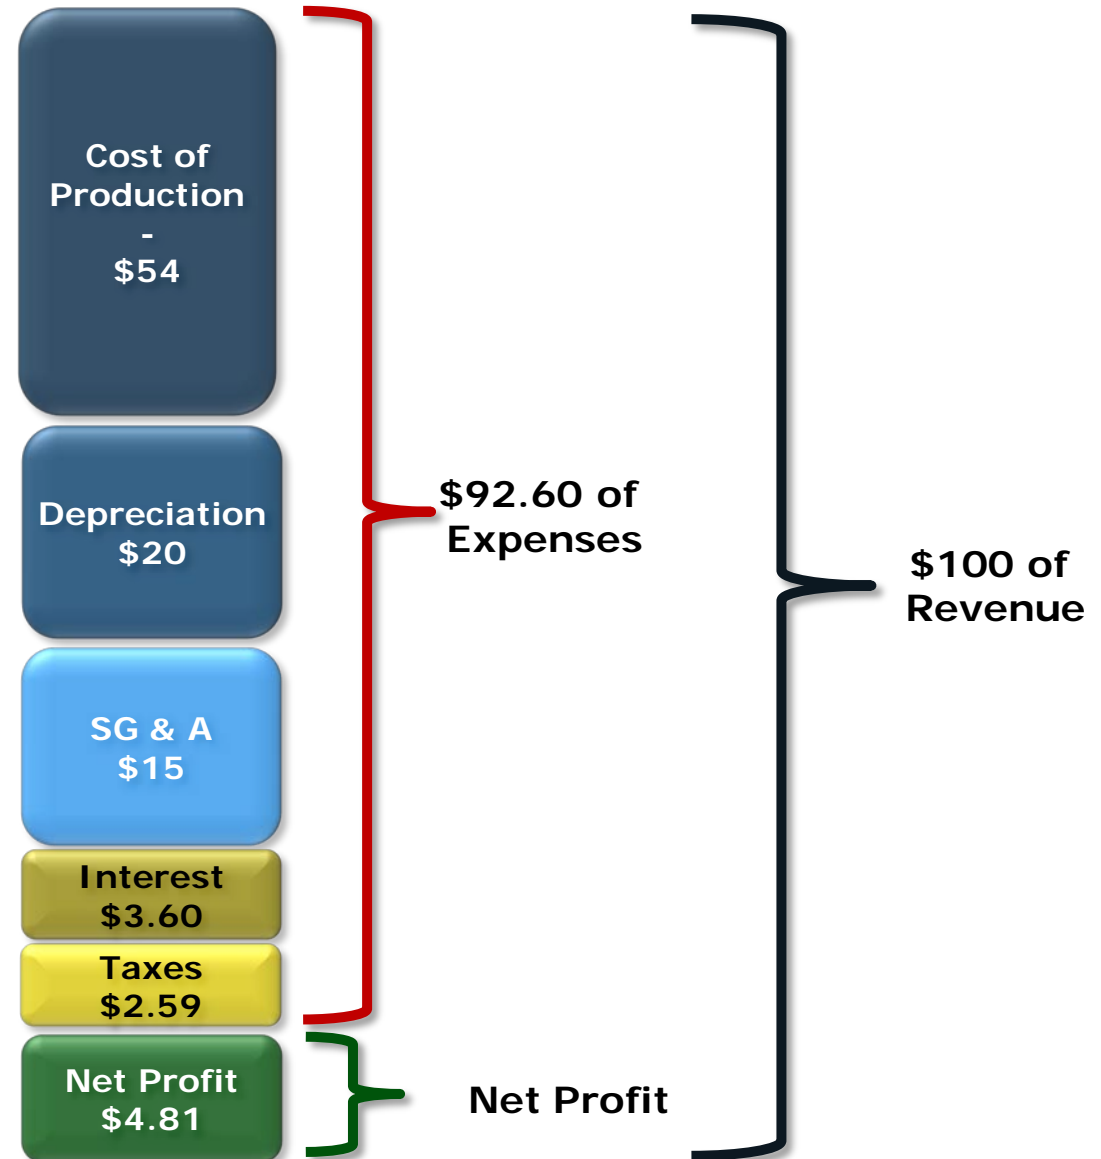 Cost of
Production
-
$54
Depreciation
$20
SG & A
$15
Interest
$3.60
Taxes
$2.59
Net Profit
$4.81
$92.60 of
Expenses
Net Profit
$100 of
Revenue